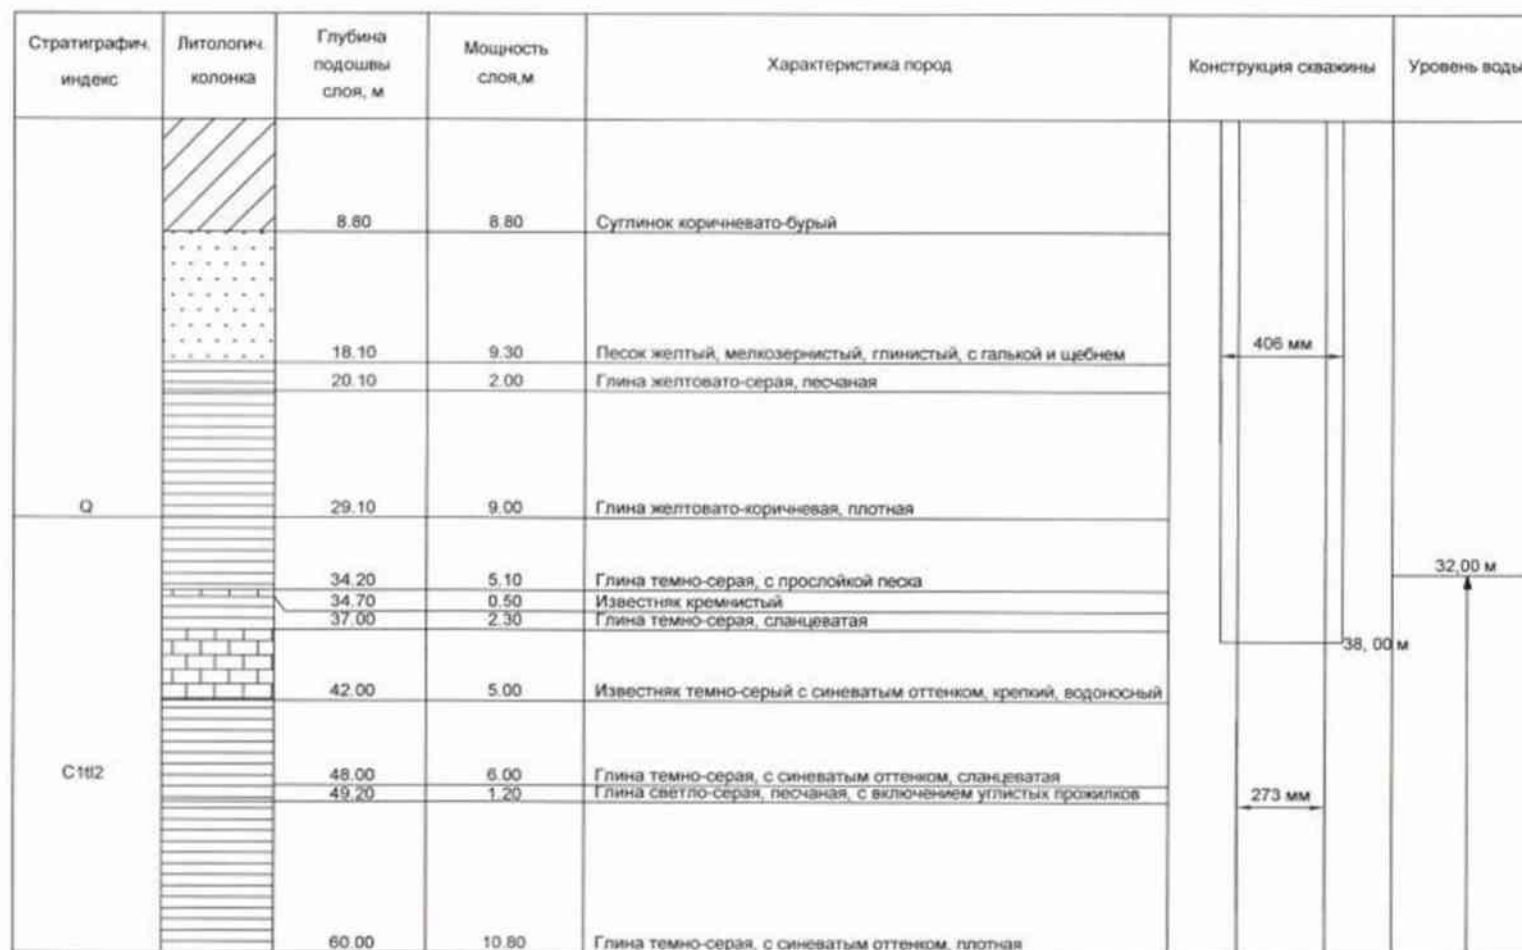 Стратиграфич. индекс
Литологич. колонка
Глубина подошвы слоя, м
Мощность слоя,м
Характеристика пород
Конструкция скважины
Уровень воды
8.80 8.80 Суглинок коричневато-бурый
18.10 9.30 Песок желтый, мелкозернистый, глинистый, с галькой и щебнем
406 мм
20.10 2.00 Глина желтовато-серая, песчаная
Q 29.10 9.00 Глина желтовато-коричневая, плотная
32,00 м
34.20 5.10 Глина темно-серая, с прослойкой песка
34.70 0.50 Известняк кремнистый
37.00 2.30 Глина темно-серая, сланцеватая
38, 00 м
42.00 5.00 Известняк темно-серый с синеватым оттенком, крепкий, водоносный
C1tl2 48.00 6.00 Глина темно-серая, с синеватым оттенком, сланцеватая
49.20 1.20 Глина светло-серая, песчаная, с включением углистых прожилков
273 мм
60.00 10.80 Глина темно-серая, с синеватым оттенком, плотная